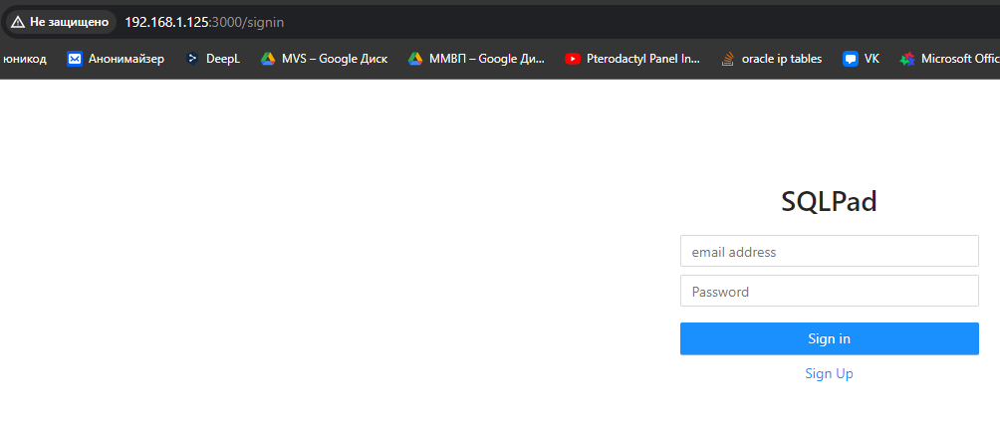 Не защищено 192.168.1.125:3000/signin
юникод Анонимайзер DeepL MVS – Google Диск ММВП – Google Ди... Pterodactyl Panel In... oracle ip tables VK Microsoft Offic
SQLPad
email address
Password
Sign in
Sign Up